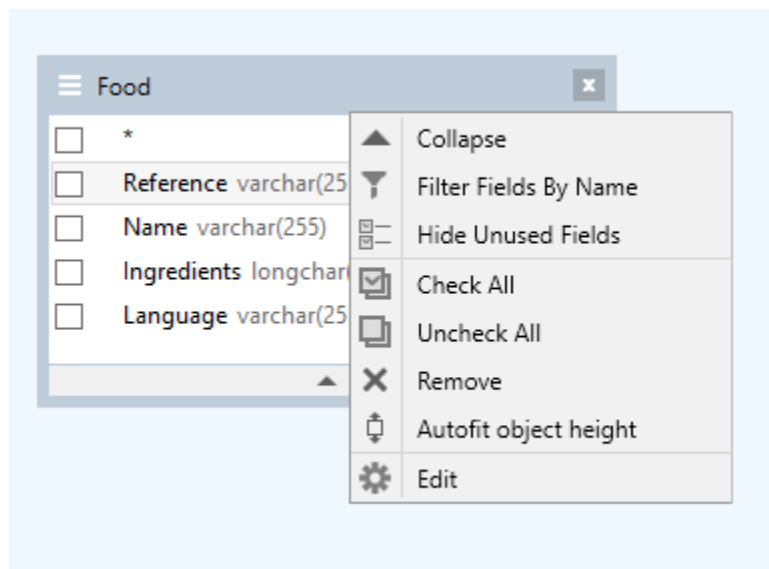 Food
*
Reference varchar(25
Name varchar(255)
Ingredients longchar(
Language varchar(25
Collapse
Filter Fields By Name
Hide Unused Fields
Check All
Uncheck All
Remove
Autofit object height
Edit